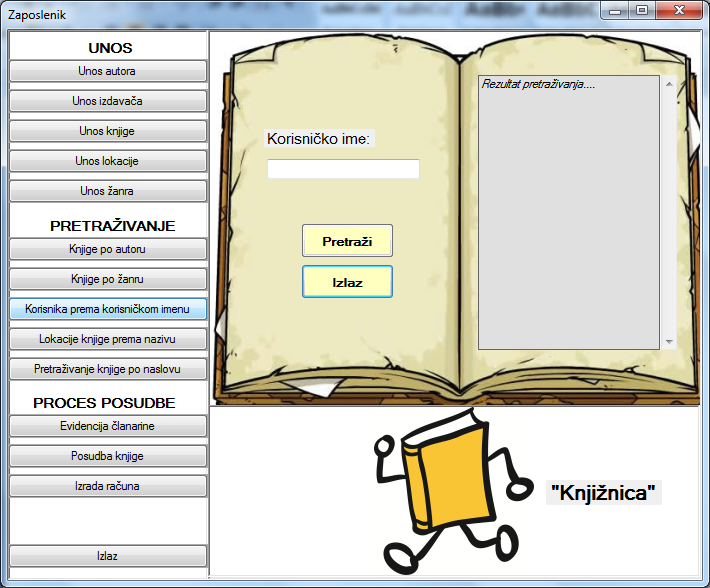 Zaposlenik
UNOS
Unos autora
Unos izdavača
Unos knjige
Unos lokacije
Unos žanra
PRETRAŽIVANJE
Knjige po autoru
Knjige po žanru
Korisnika prema korisničkom imenu
Lokacije knjige prema nazivu
Pretraživanje knjige po naslovu
PROCES POSUDBE
Evidencija članarine
Posudba knjige
Izrada računa
Izlaz
Korisničko ime:
Pretraži
Izlaz
Rezultat pretraživanja....
"Knjižnica"